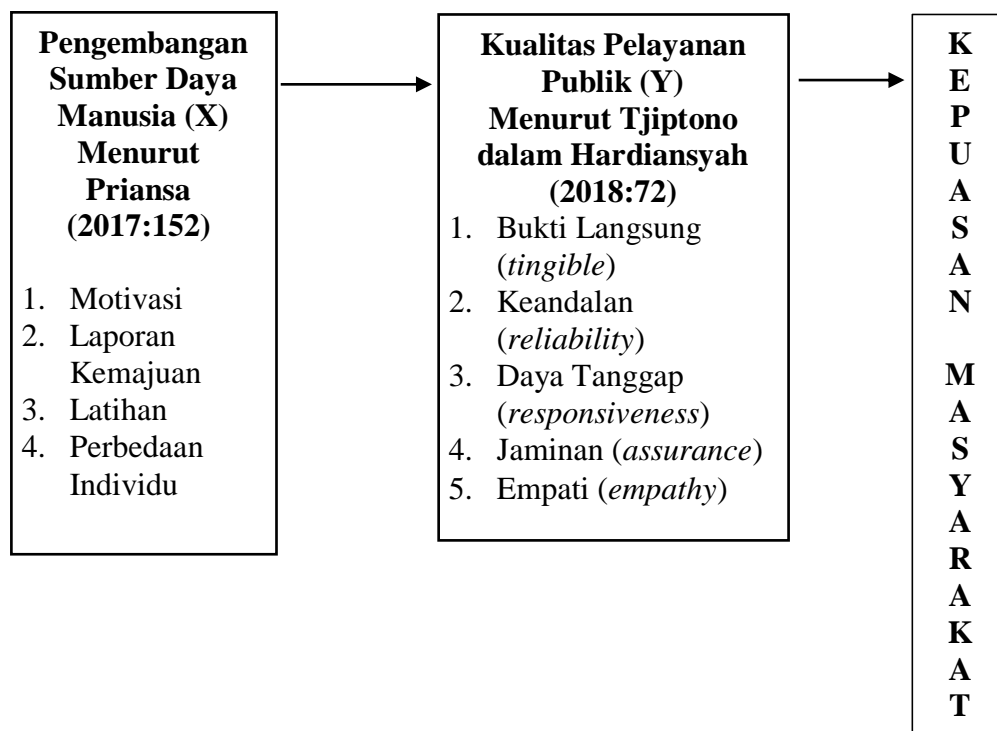 Pengembangan
Sumber Daya
Manusia (X)
Menurut
Priansa
(2017:152)
1. Motivasi
2. Laporan
Kemajuan
3. Latihan
4. Perbedaan
Individu
Kualitas Pelayanan
Publik (Y)
Menurut Tjiptono
dalam Hardiansyah
(2018:72)
1. Bukti Langsung
(tingible)
2. Keandalan
(reliability)
3. Daya Tanggap
(responsiveness)
4. Jaminan (assurance)
5. Empati (empathy)
K
E
P
U
A
S
A
N
M
A
S
Y
A
R
A
K
A
T